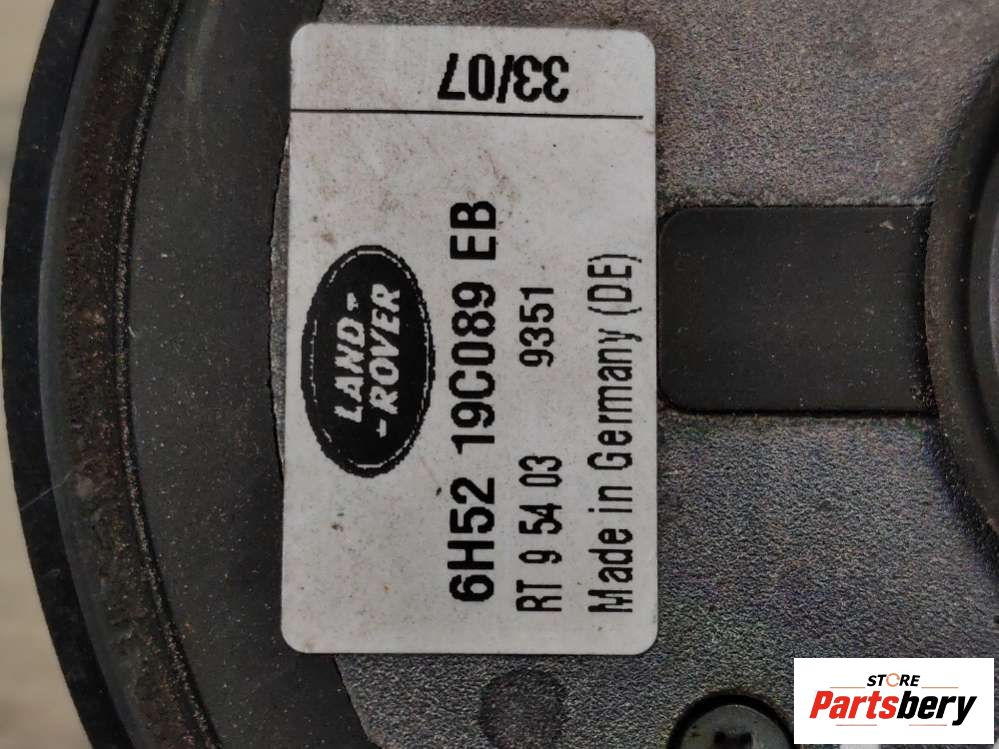 33/07
LAND
ROVER
6H52 19C089 EB
RT 9 54 03 9351
Made in Germany (DE)
STORE
Partsbery